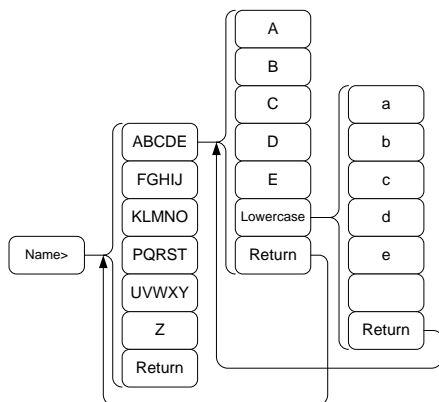 Name>
ABCDE
FGHIJ
KLMNO
PQRST
UVWXY
Z
Return
A
B
C
D
E
Lowercase
Return
a
b
c
d
e
Return